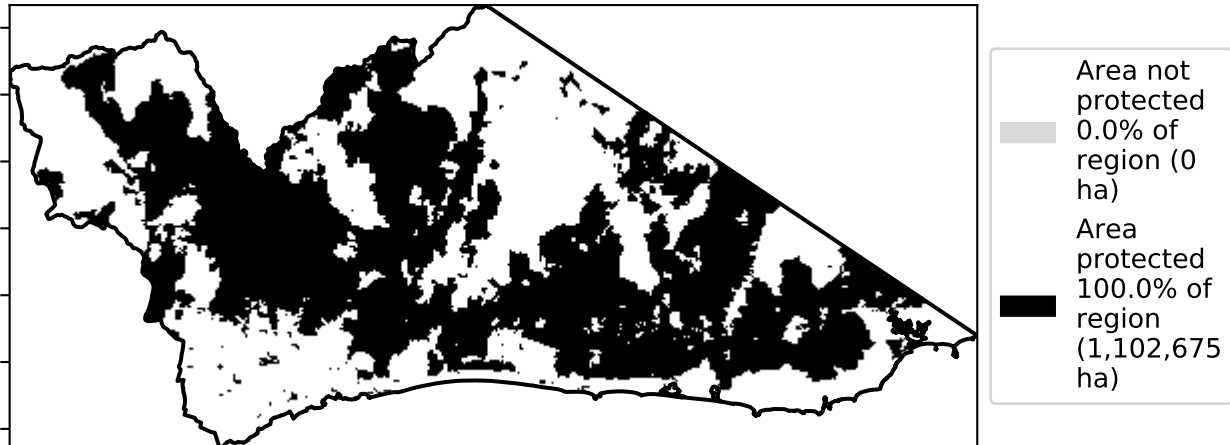 Area not
protected
0.0% of
region (0
ha)
Area
protected
100.0% of
region
(1,102,675
ha)